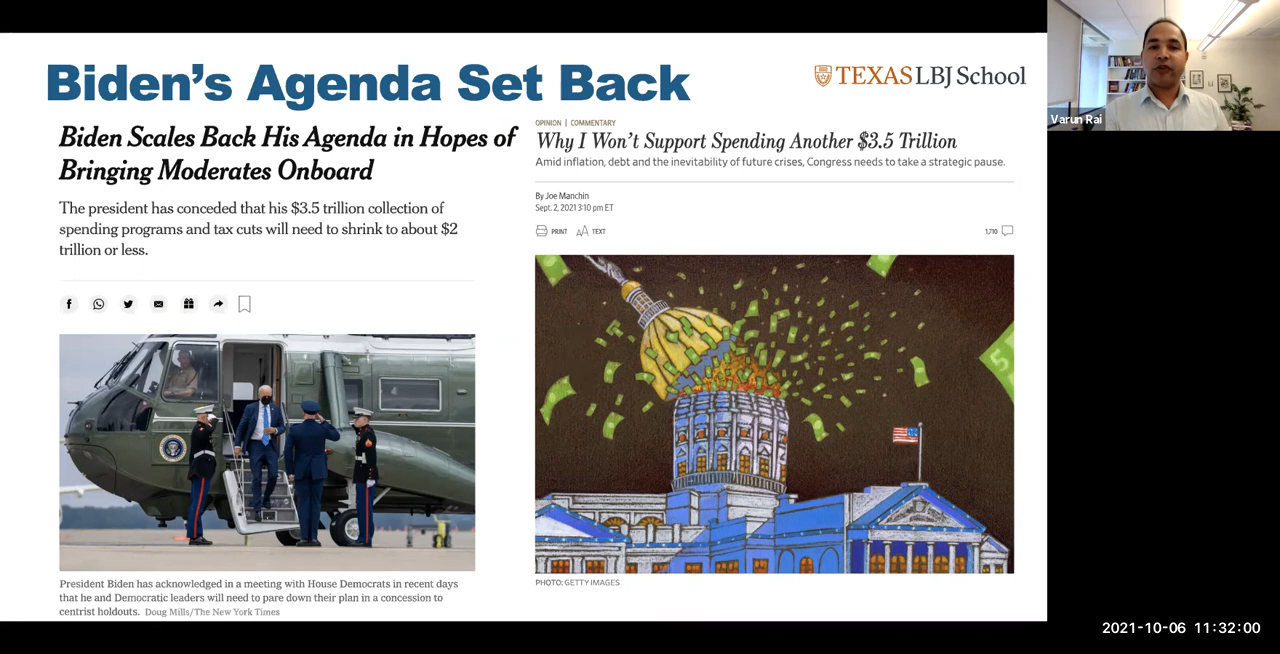 Biden’s Agenda Set Back
TEXAS LBJ School
Biden Scales Back His Agenda in Hopes of
Bringing Moderates Onboard
The president has conceded that his $3.5 trillion collection of
spending programs and tax cuts will need to shrink to about $2
trillion or less.
President Biden has acknowledged in a meeting with House Democrats in recent days
that he and Democratic leaders will need to pare down their plan in a concession to
centrist holdouts. Doug Mills/The New York Times
OPINION | COMMENTARY
Why I Won’t Support Spending Another $3.5 Trillion
Amid inflation, debt and the inevitability of future crises, Congress needs to take a strategic pause.
By Joe Manchin
Sept. 2, 2021 3:10 pm ET
PRINT AA TEXT
1,710
5
PHOTO: GETTY IMAGES
Varun Rai
2021-10-06 11:32:00